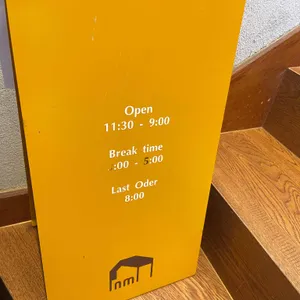 Open
11:30 - 9:00
Break time
:00 - 5:00
Last Oder
8:00
nm